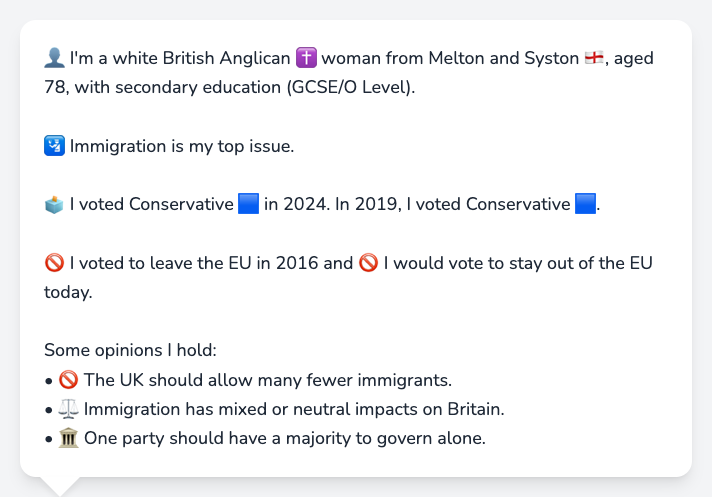 👤 I'm a white British Anglican ✝️ woman from Melton and Syston 🏴󠁧󠁢󠁥󠁮󠁧󠁿, aged
78, with secondary education (GCSE/O Level).
🛂 Immigration is my top issue.
🗳️ I voted Conservative 🟦 in 2024. In 2019, I voted Conservative 🟦.
🚫 I voted to leave the EU in 2016 and 🚫 I would vote to stay out of the EU
today.
Some opinions I hold:
• 🚫 The UK should allow many fewer immigrants.
• ⚖️ Immigration has mixed or neutral impacts on Britain.
• 🏛️ One party should have a majority to govern alone.